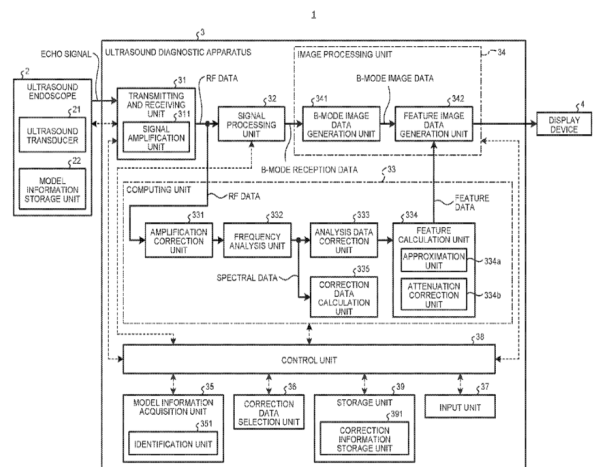 1
3
ECHO SIGNAL
ULTRASOUND DIAGNOSTIC APPARATUS
IMAGE PROCESSING UNIT
34
2
ULTRASOUND
ENDOSCOPE
21
ULTRASOUND
TRANSDUCER
22
MODEL
INFORMATION
STORAGE UNIT
31
TRANSMITTING
AND RECEIVING
UNIT
311
SIGNAL
AMPLIFICATION
UNIT
RF DATA
32
SIGNAL
PROCESSING
UNIT
B-MODE IMAGE DATA
341
B-MODE IMAGE
DATA
GENERATION UNIT
342
FEATURE IMAGE
DATA
GENERATION UNIT
4
DISPLAY
DEVICE
B-MODE RECEPTION DATA
33
COMPUTING UNIT
RF DATA
FEATURE
DATA
331
AMPLIFICATION
CORRECTION
UNIT
332
FREQUENCY
ANALYSIS UNIT
333
ANALYSIS DATA
CORRECTION
UNIT
334
FEATURE
CALCULATION UNIT
APPROXIMATION
UNIT
334a
ATTENUATION
CORRECTION UNIT
334b
SPECTRAL DATA
335
CORRECTION
DATA
CALCULATION
UNIT
38
CONTROL UNIT
35
MODEL INFORMATION
ACQUISITION UNIT
351
IDENTIFICATION UNIT
36
CORRECTION
DATA
SELECTION UNIT
39
STORAGE UNIT
391
CORRECTION
INFORMATION
STORAGE UNIT
37
INPUT UNIT